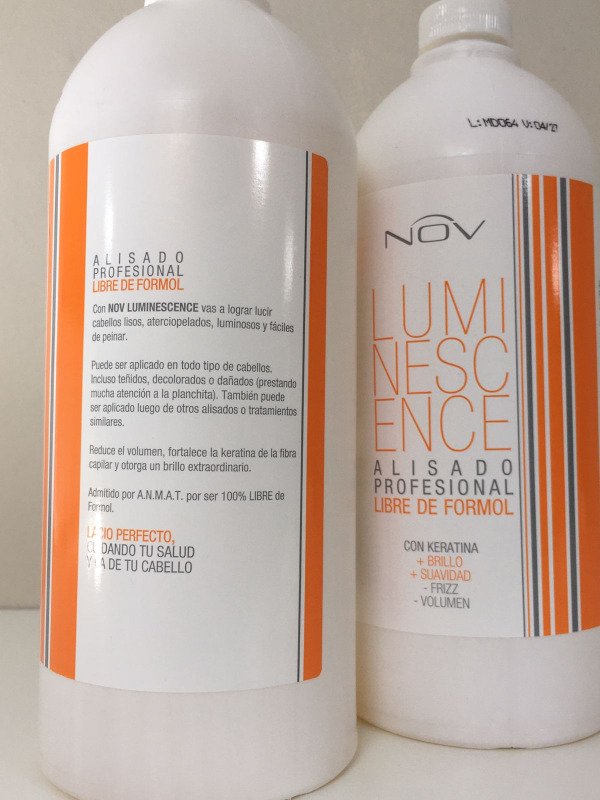 ALISADO
PROFESIONAL
LIBRE DE FORMOL
Con NOV LUMINESCENCE vas a lograr lucir
cabellos lisos, aterciopelados, luminosos y fáciles
de peinar.
Puede ser aplicado en todo tipo de cabellos.
Incluso teñidos, decolorados o dañados (prestando
mucha atención a la planchita). También puede
ser aplicado luego de otros alisados o tratamientos
similares.
Reduce el volumen, fortalece la keratina de la fibra
capilar y otorga un brillo extraordinario.
Admitido por A.N.M.A.T. por ser 100% LIBRE de
Formol.
LACIO PERFECTO,
CUIDANDO TU SALUD
Y LA DE TU CABELLO
L:MD064 V:04/27
NOV
LUMI
NESC
ENCE
ALISADO
PROFESIONAL
LIBRE DE FORMOL
CON KERATINA
+ BRILLO
+ SUAVIDAD
- FRIZZ
- VOLUMEN